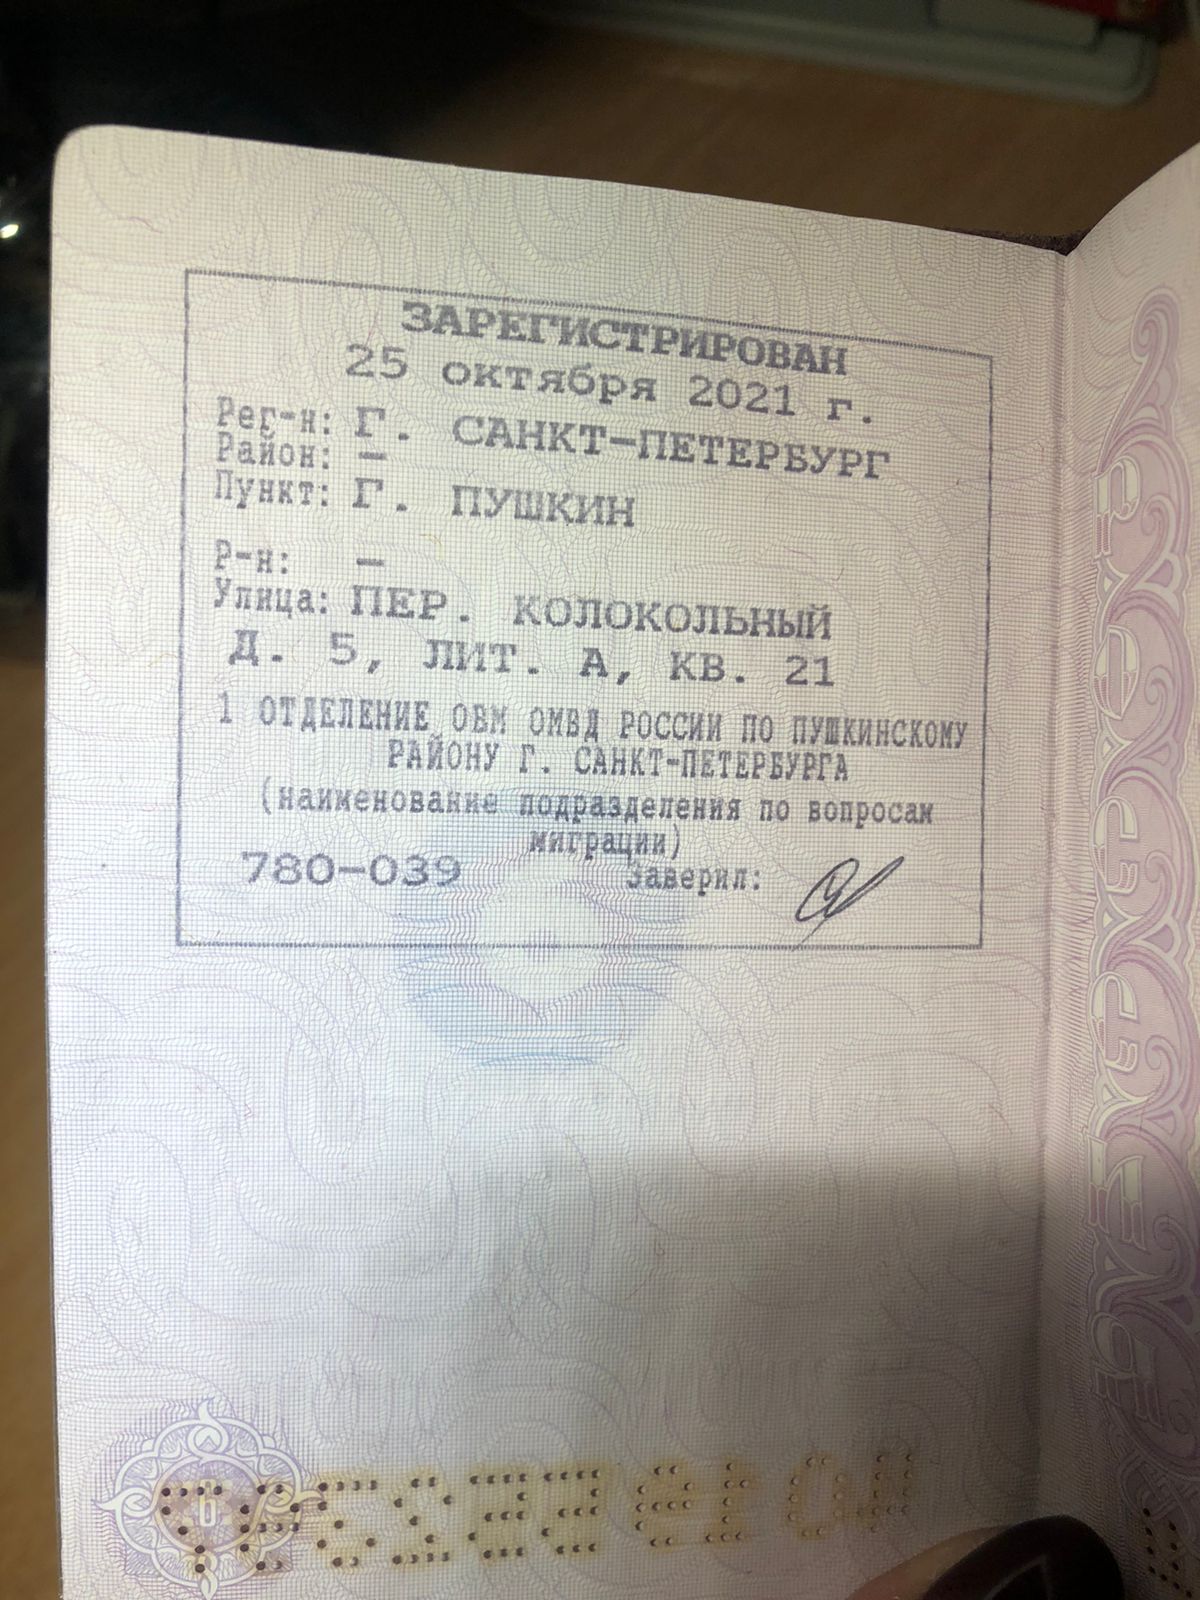 ЗАРЕГИСТРИРОВАН
25 октября 2021 г.
Рег-н: Г. САНКТ-ПЕТЕРБУРГ
Район: –
Пункт: Г. ПУШКИН
Р-н: –
Улица: ПЕР. КОЛОКОЛЬНЫЙ
Д. 5, ЛИТ. А, КВ. 21
1 ОТДЕЛЕНИЕ ОВМ ОМВД РОССИИ ПО ПУШКИНСКОМУ
РАЙОНУ Г. САНКТ-ПЕТЕРБУРГА
(наименование подразделения по вопросам
миграции)
780-039 Заверил:
6